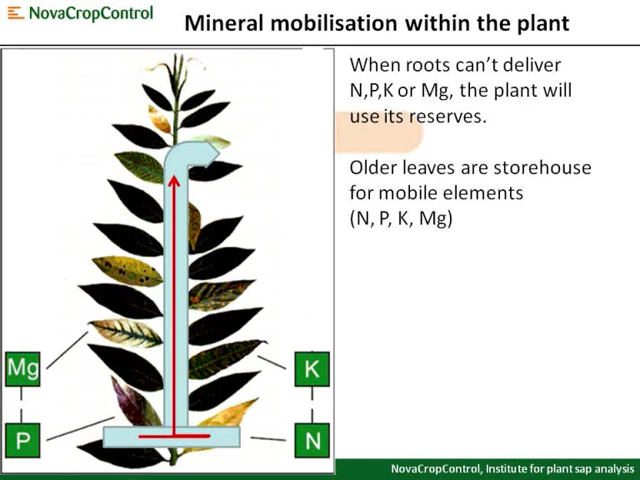 NovaCropControl
Mineral mobilisation within the plant
When roots can't deliver
N,P,K or Mg, the plant will
use its reserves.
Older leaves are storehouse
for mobile elements
(N, P, K, Mg)
Mg
K
P
N
NovaCropControl, Institute for plant sap analysis